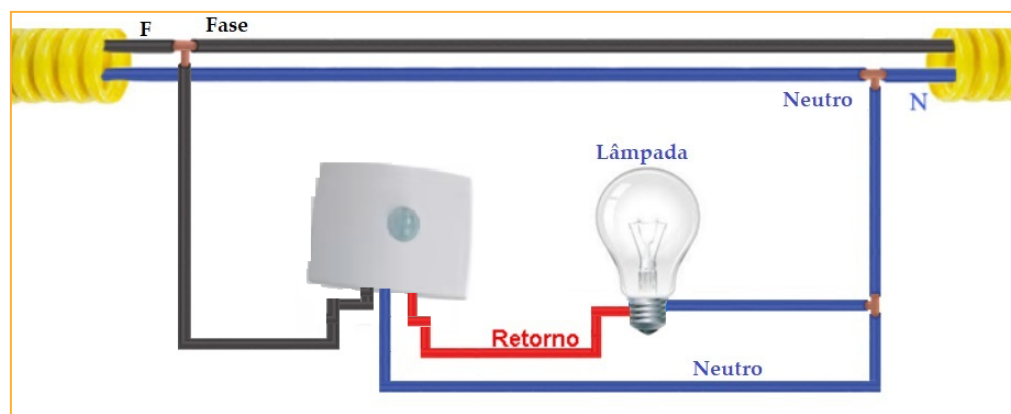 F
Fase
Neutro
N
Lâmpada
Retorno
Neutro